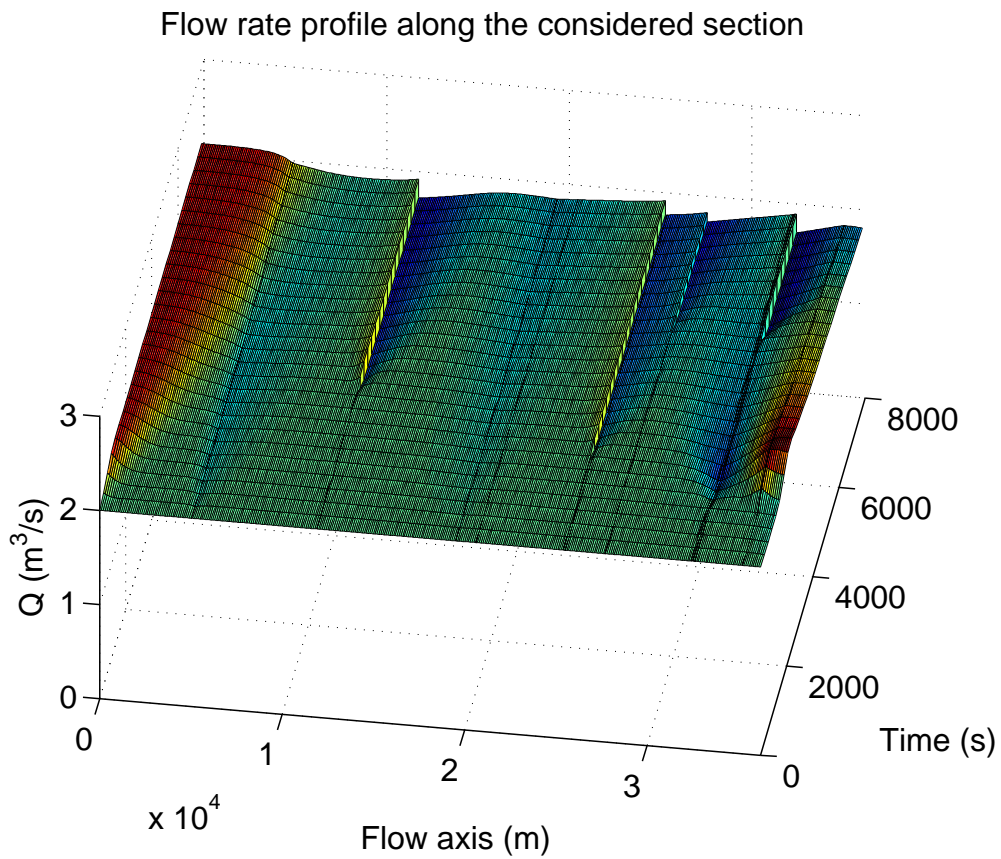 Flow rate profile along the considered section
3
2
1
0
Q (m³/s)
0
1
2
3
x 10⁴
Flow axis (m)
8000
6000
4000
2000
0
Time (s)